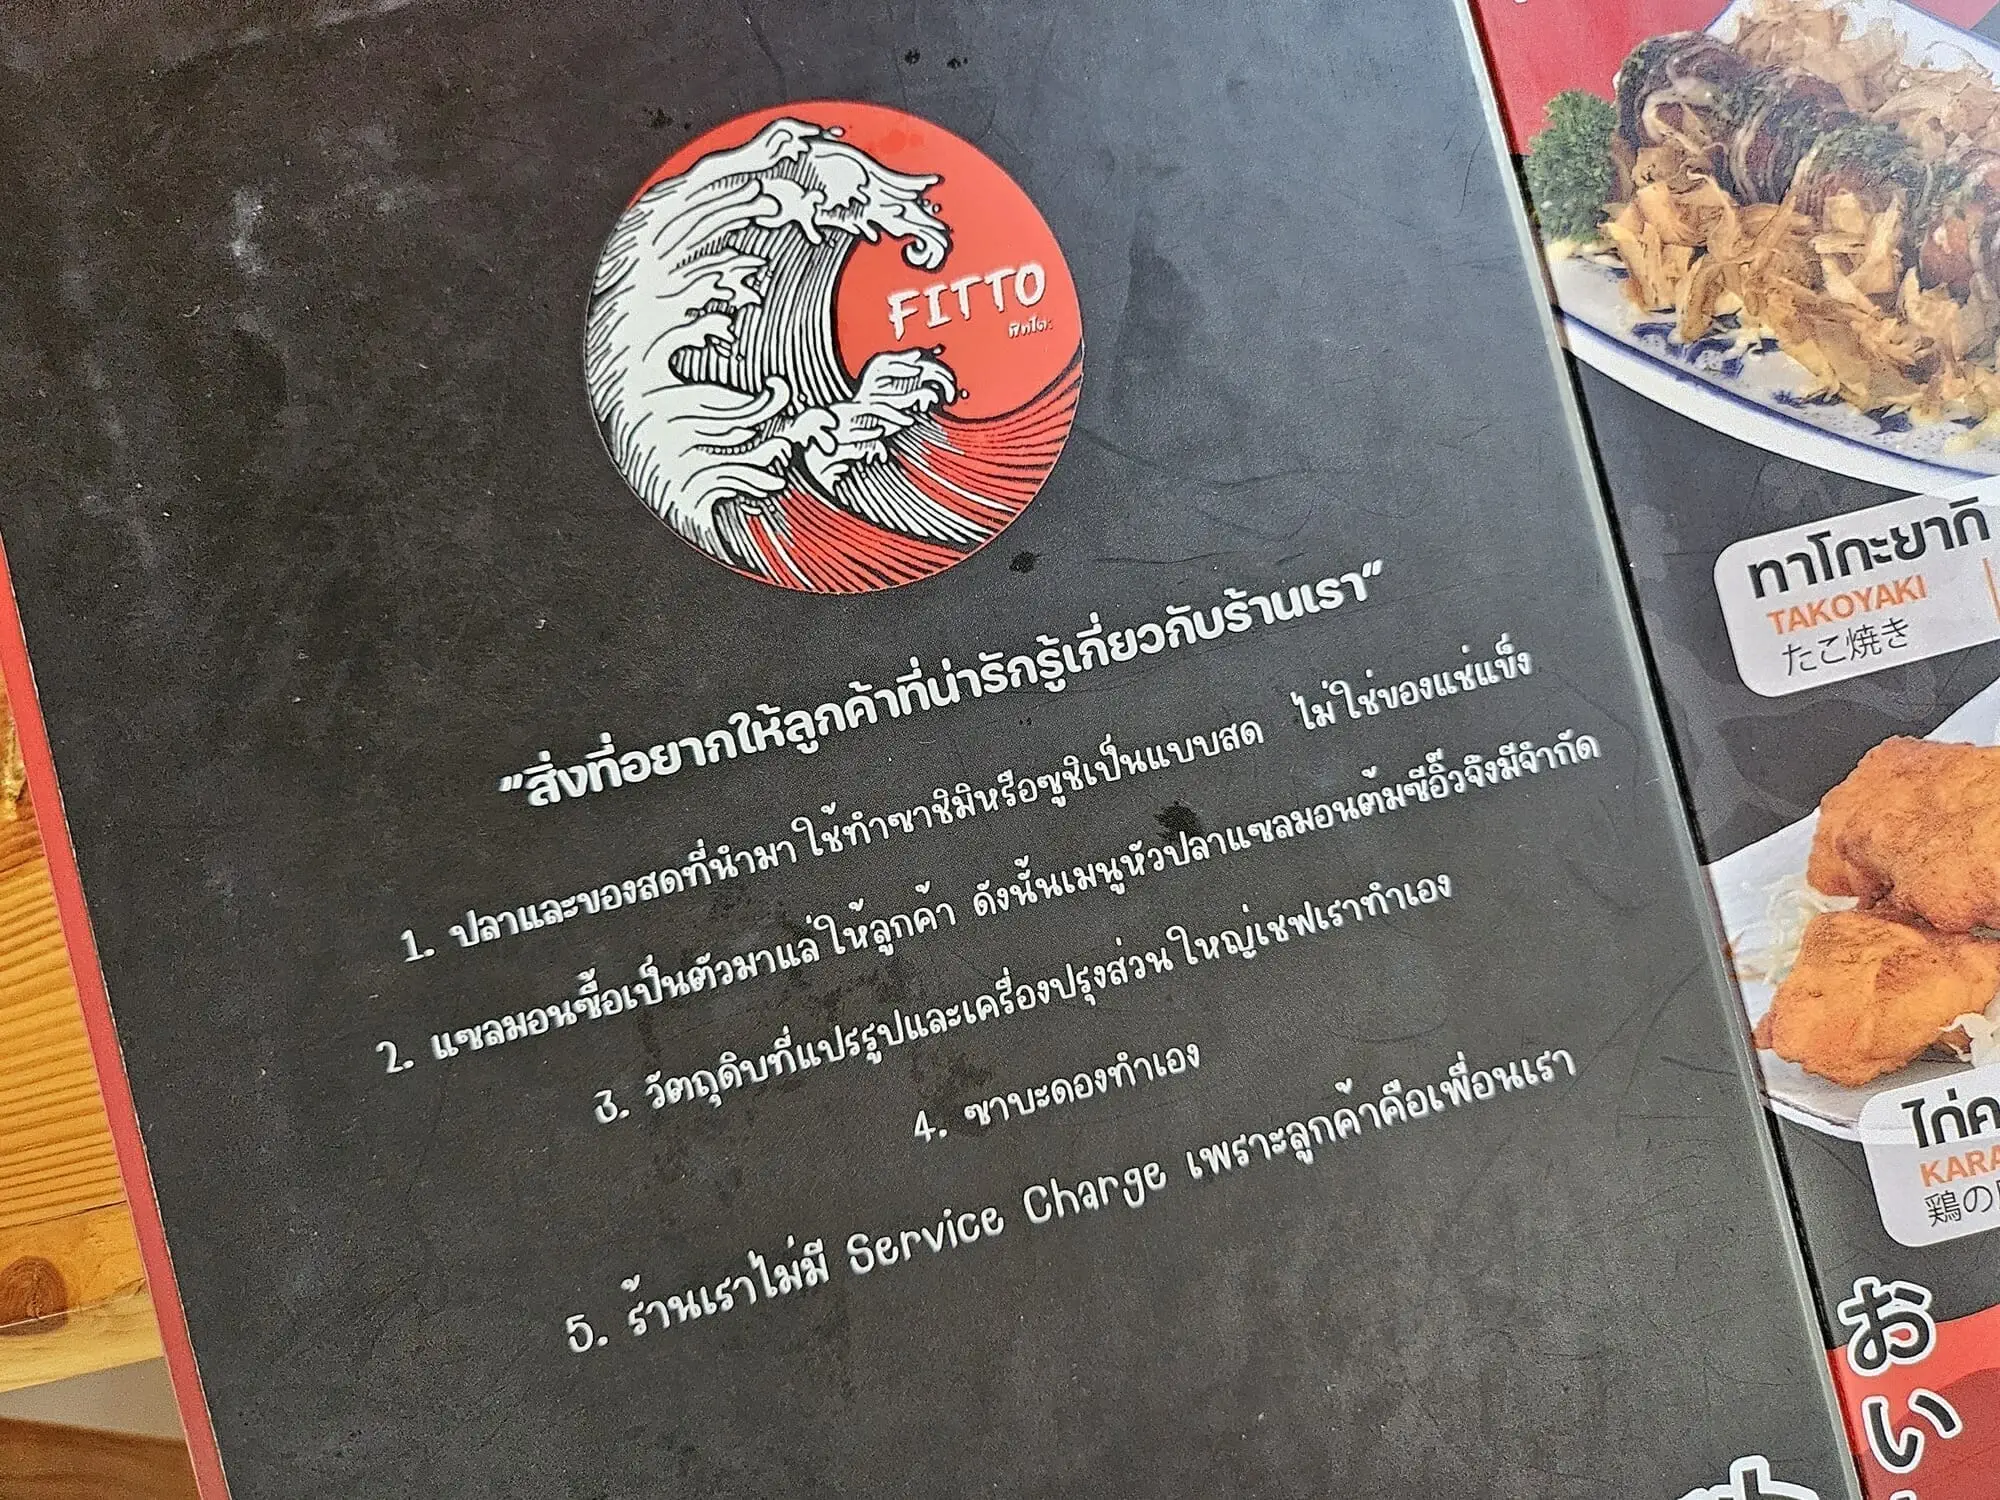 FITTO
ฟิทโตะ
"สิ่งที่อยากให้ลูกค้าที่น่ารักรู้เกี่ยวกับร้านเรา"
1. ปลาและของสดที่นำมาใช้ทำซาชิมิหรือซูชิเป็นแบบสด ไม่ใช่ของแช่แข็ง
2. แซลมอนซื้อเป็นตัวมาแล่ให้ลูกค้า ดังนั้นเมนูหัวปลาแซลมอนต้มซีอิ๊วจึงมีจำกัด
3. วัตถุดิบที่แปรรูปและเครื่องปรุงส่วนใหญ่เชฟเราทำเอง
4. ซาบะดองทำเอง
5. ร้านเราไม่มี Service Charge เพราะลูกค้าคือเพื่อนเรา
ทาโกะยากิ
TAKOYAKI
たこ焼き
ไก่ค
KARA
鶏の
おい